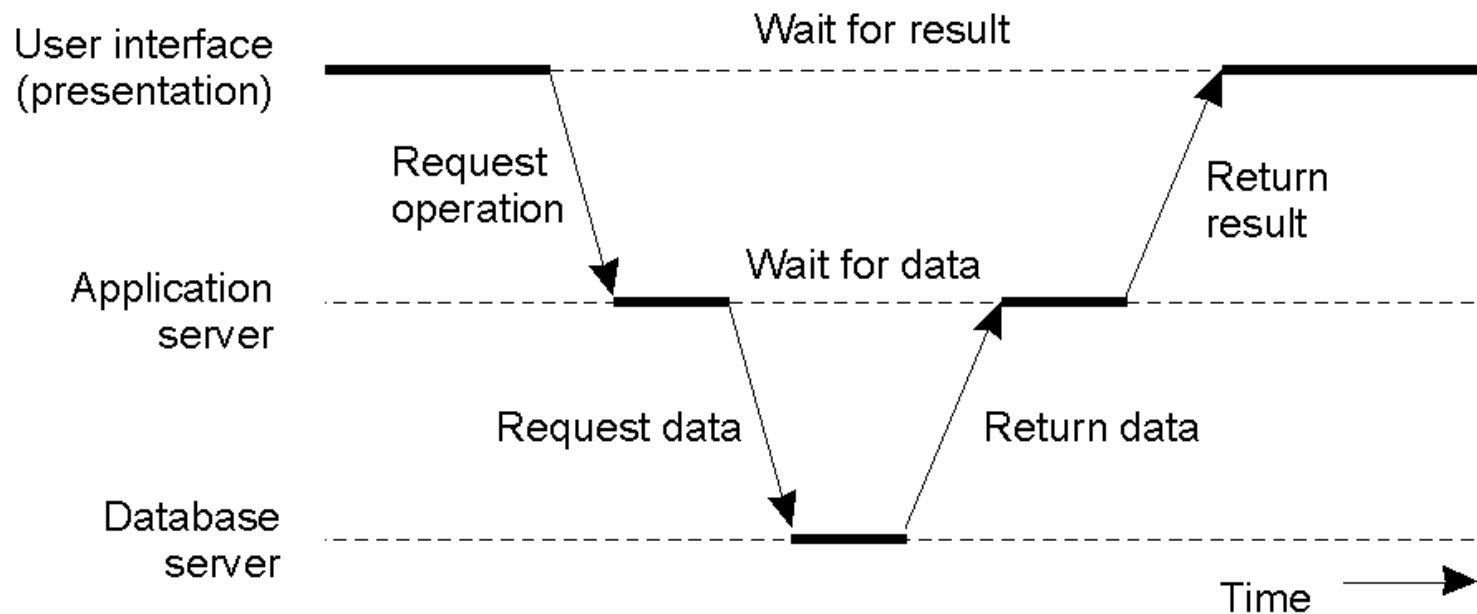 User interface
(presentation)
Wait for result
Request
operation
Return
result
Application
server
Wait for data
Request data
Return data
Database
server
Time